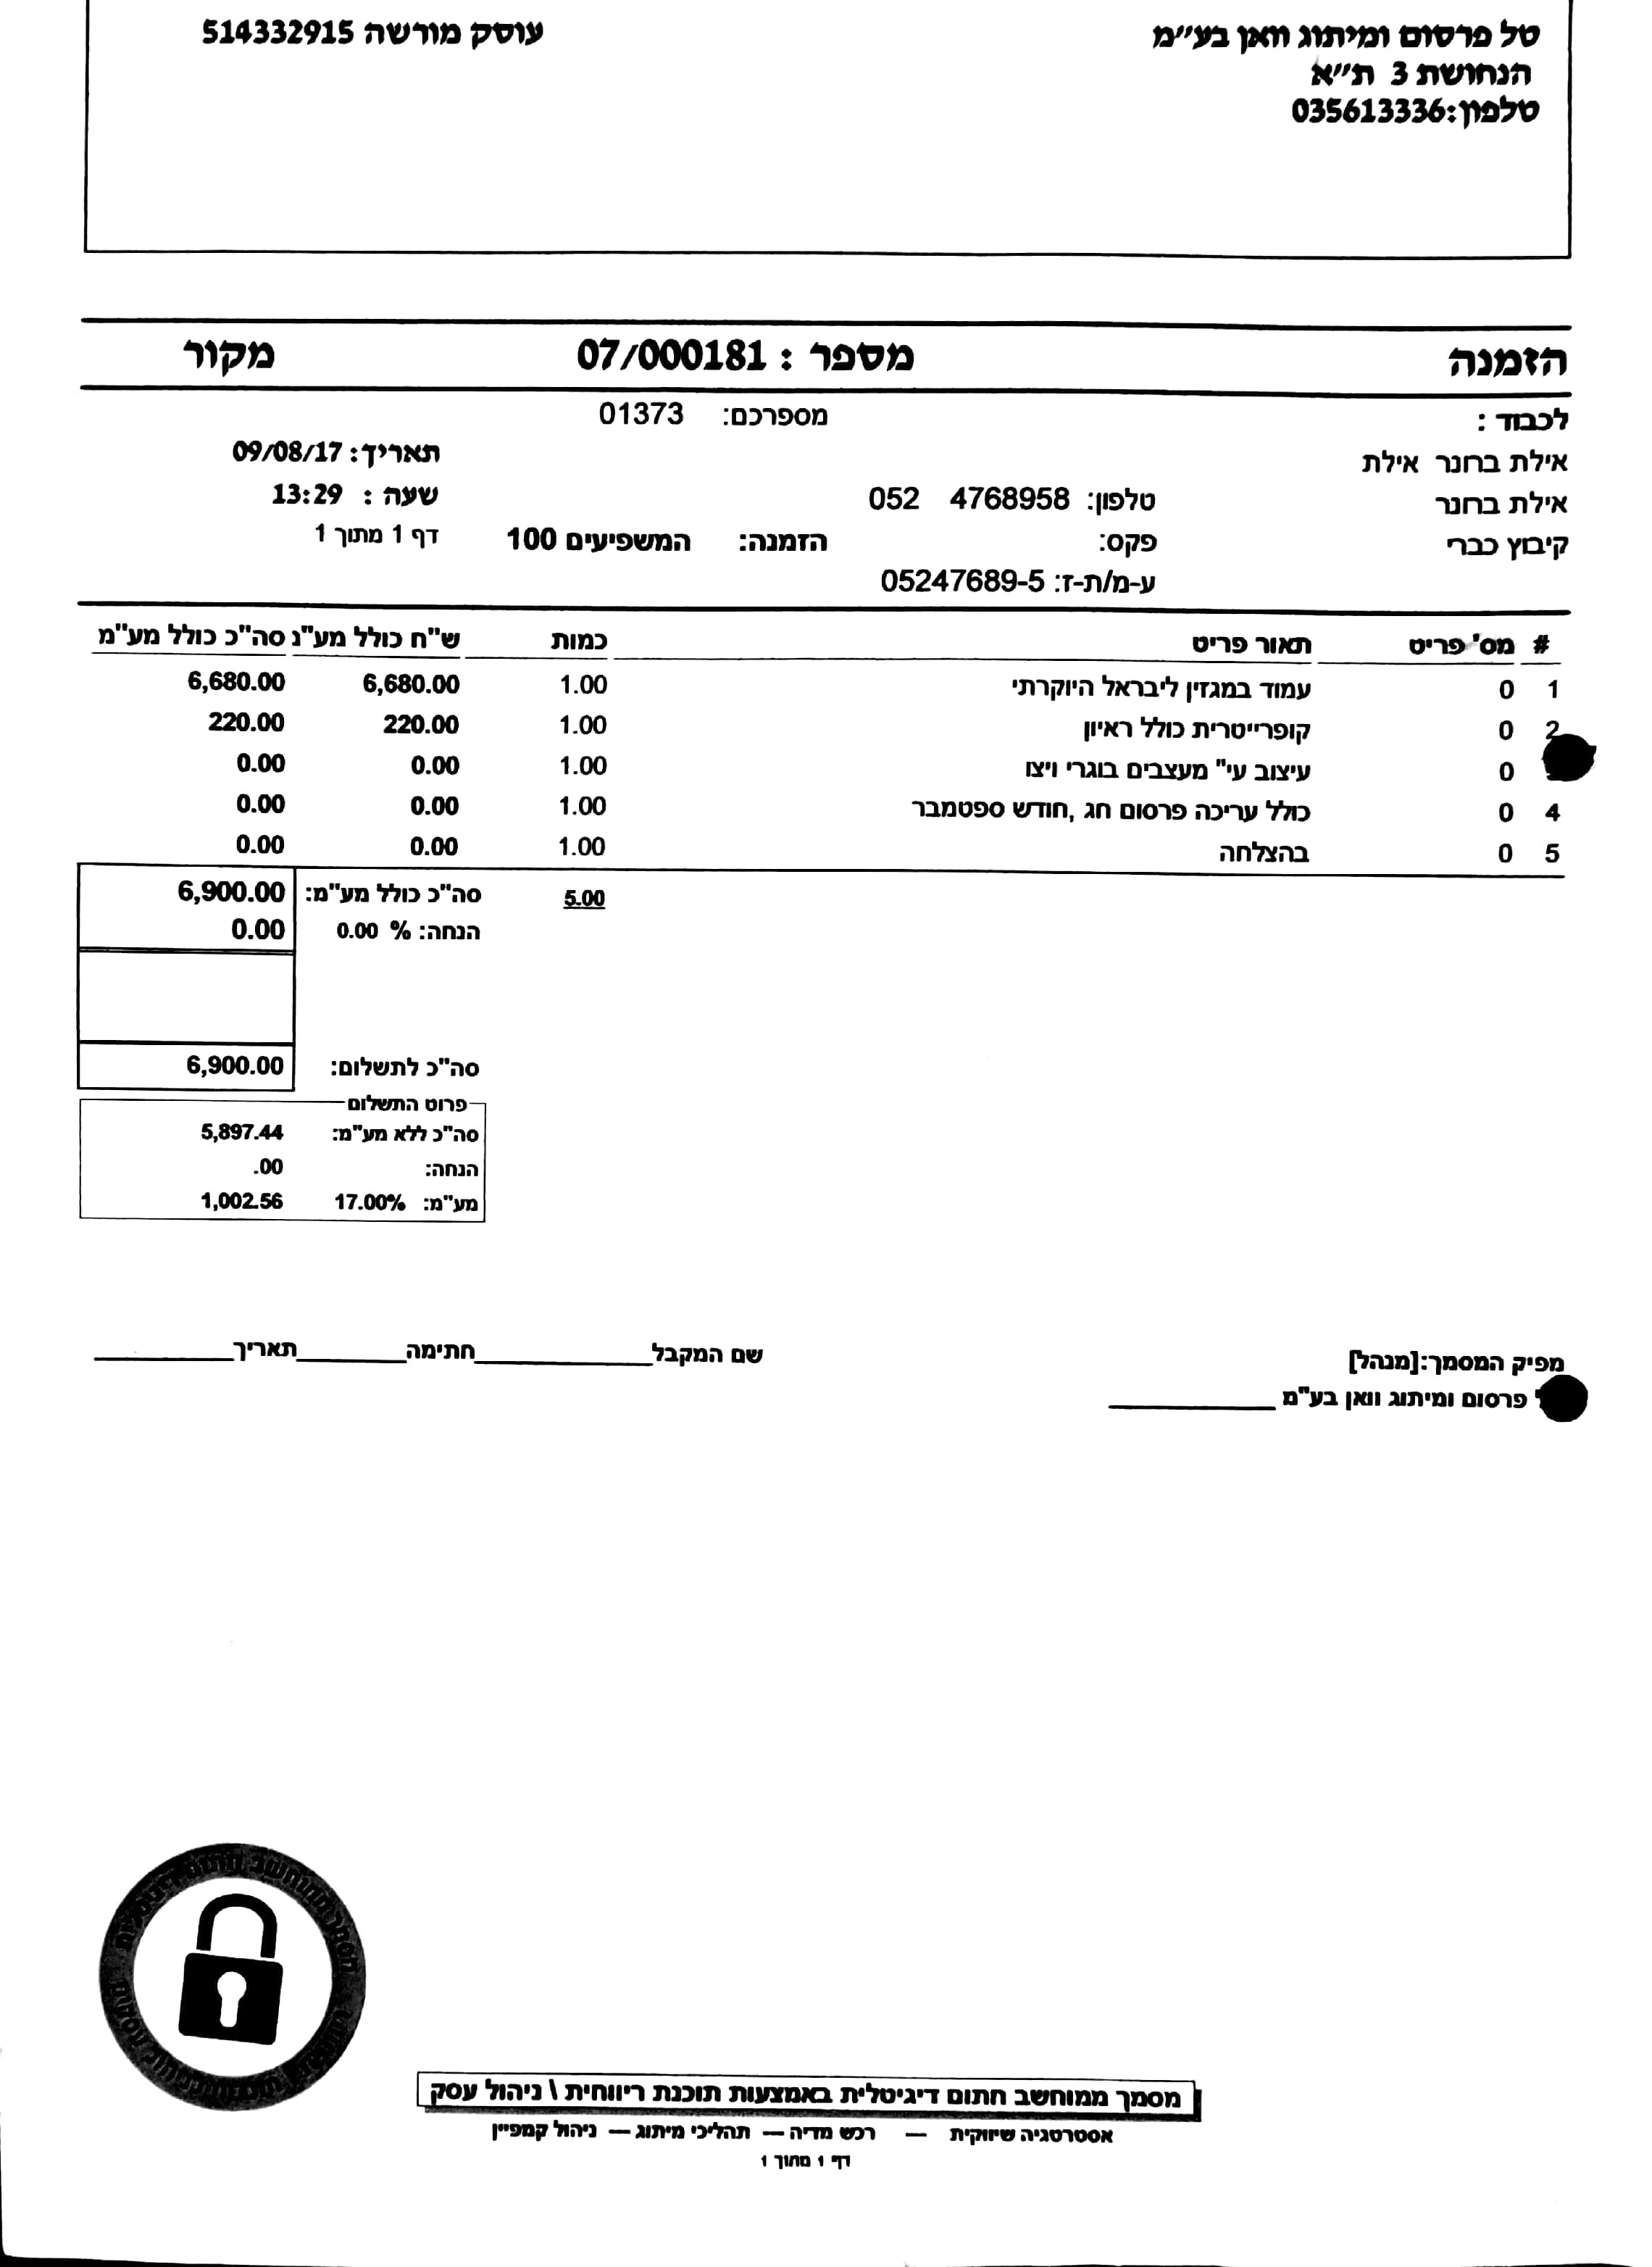 טל פרסום ומיתוג וואן בע״מ עוסק מורשה 514332915
הנחושת 3 ת״א
טלפון:035613336
הזמנה מספר : 07/000181 מקור
לכבוד : מספרכם: 01373
אילת ברונר אילת תאריך: 09/08/17
אילת ברונר טלפון: 052 4768958 שעה : 13:29
קיבוץ כברי פקס: הזמנה: המשפיעים 100 דף 1 מתוך 1
ע-מ/ת-ז: 05247689-5
# מס' פריט תאור פריט כמות ש"ח כולל מע"נ סה"כ כולל מע"מ
1 0 עמוד במגזין ליבראל היוקרתי 1.00 6,680.00 6,680.00
2 0 קופרייטרית כולל ראיון 1.00 220.00 220.00
0 עיצוב עי" מעצבים בוגרי ויצו 1.00 0.00 0.00
4 0 כולל עריכה פרסום חג ,חודש ספטמבר 1.00 0.00 0.00
5 0 בהצלחה 1.00 0.00 0.00
5.00 סה"כ כולל מע"מ: 6,900.00
הנחה: % 0.00 0.00
סה"כ לתשלום: 6,900.00
פרוט התשלום
סה"כ ללא מע"מ: 5,897.44
הנחה: .00
מע"מ: 17.00% 1,002.56
שם המקבל חתימה תאריך
מפיק המסמך:[מנהל]
פרסום ומיתוג וואן בע"מ
מסמך ממוחשב חתום דיגיטלית באמצעות תוכנת ריווחית \ ניהול עסק
אסטרטגיה שיווקית — רכש מדיה — תהליכי מיתוג — ניהול קמפיין
דף 1 מתוך 1